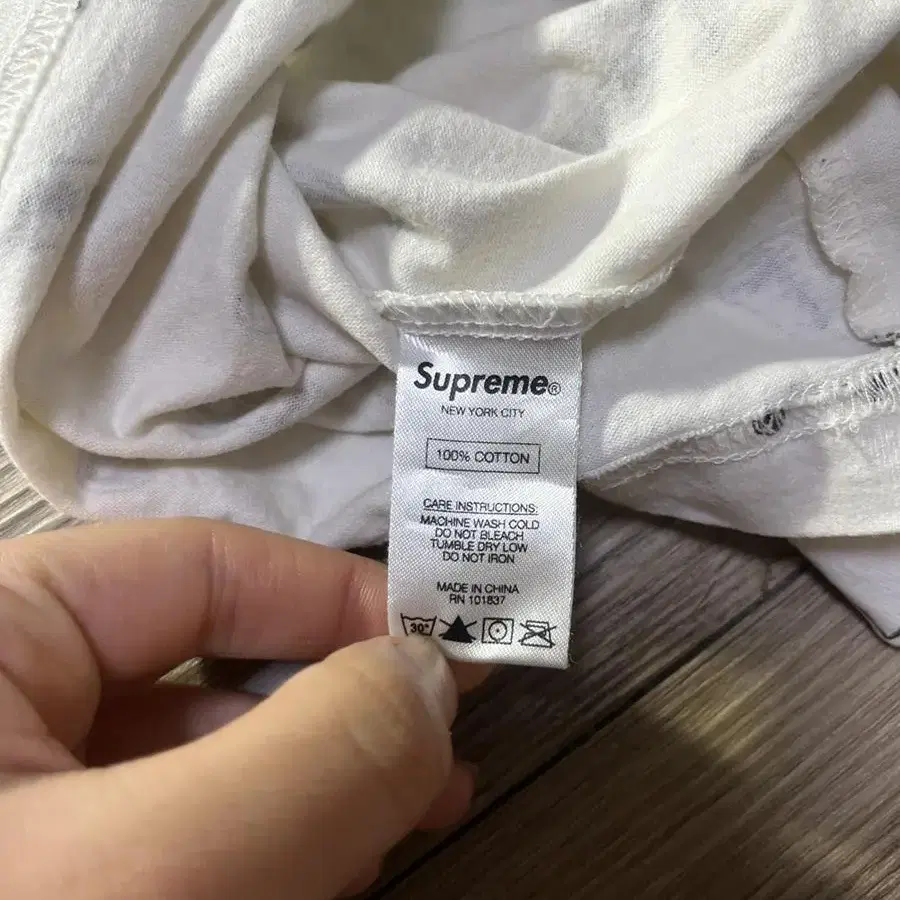 Supreme®
NEW YORK CITY
100% COTTON
CARE INSTRUCTIONS:
MACHINE WASH COLD
DO NOT BLEACH
TUMBLE DRY LOW
DO NOT IRON
MADE IN CHINA
RN 101837
30°